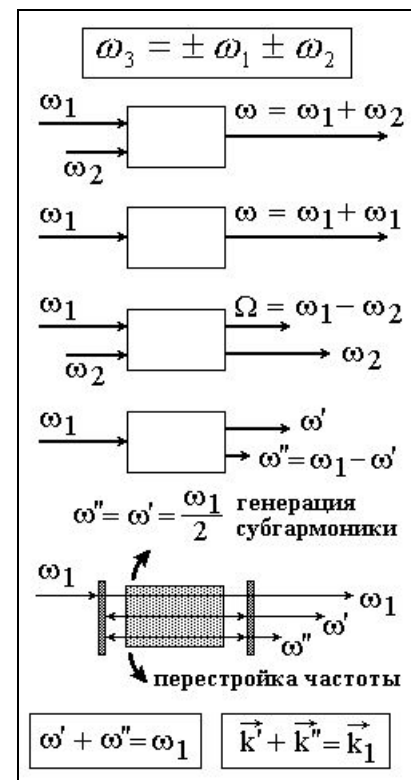 ω₃ = ± ω₁ ± ω₂
ω₁ ω = ω₁ + ω₂
ω₂
ω₁ ω = ω₁ + ω₁
ω₁ Ω = ω₁ − ω₂
ω₂ ω₂
ω₁ ω'
ω'' = ω₁ − ω'
ω'' = ω' = ω₁/2 генерация
субгармоники
ω₁ ω₁
ω'
ω''
перестройка частоты
ω' + ω'' = ω₁ k⃗' + k⃗'' = k⃗₁